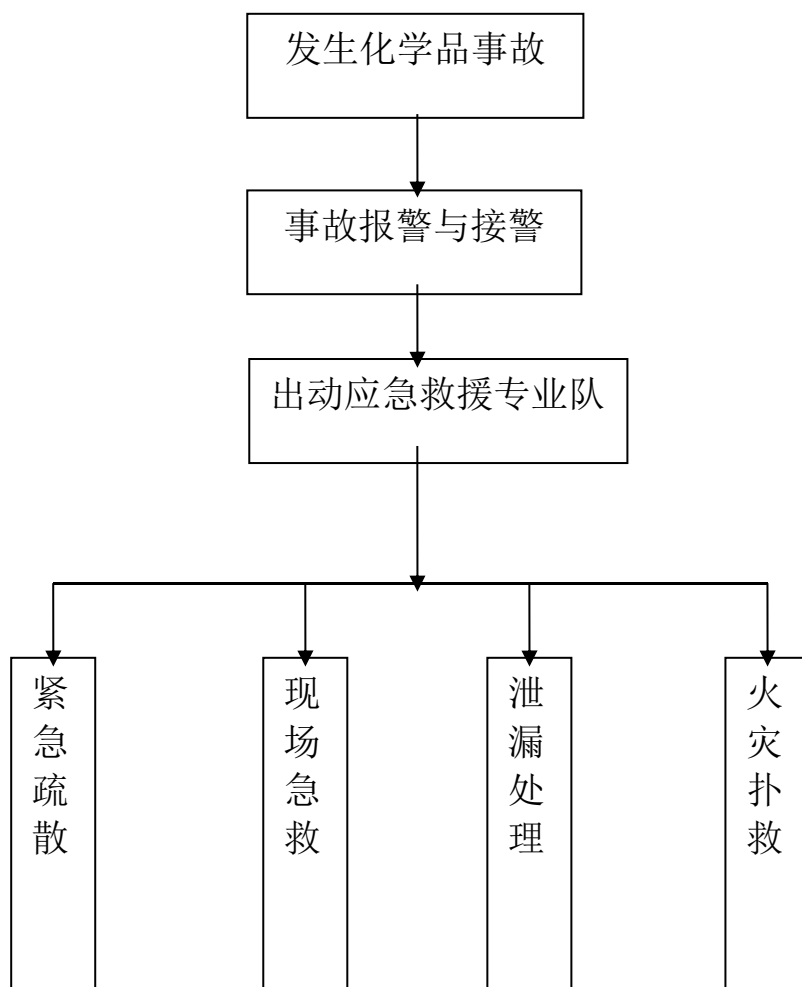 发生化学品事故
事故报警与接警
出动应急救援专业队
紧急疏散
现场急救
泄漏处理
火灾扑救